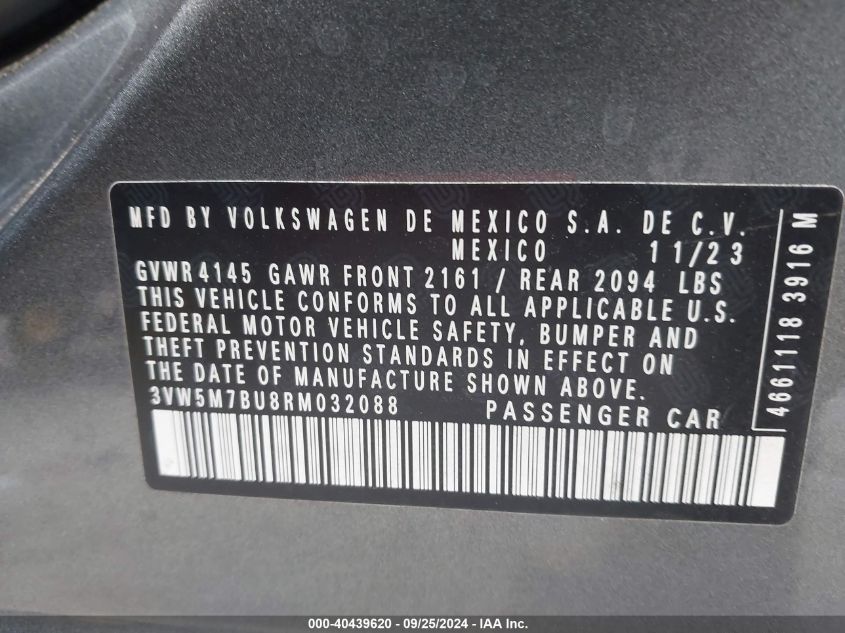 MFD BY VOLKSWAGEN DE MEXICO S.A. DE C.V.
MEXICO 11/23
GVWR 4145 GAWR FRONT 2161 / REAR 2094 LBS
THIS VEHICLE CONFORMS TO ALL APPLICABLE U.S.
FEDERAL MOTOR VEHICLE SAFETY, BUMPER AND
THEFT PREVENTION STANDARDS IN EFFECT ON
THE DATE OF MANUFACTURE SHOWN ABOVE.
3VW5M7BU8RM032088 PASSENGER CAR
4661118 3916 M
000-40439620 - 09/25/2024 - IAA Inc.